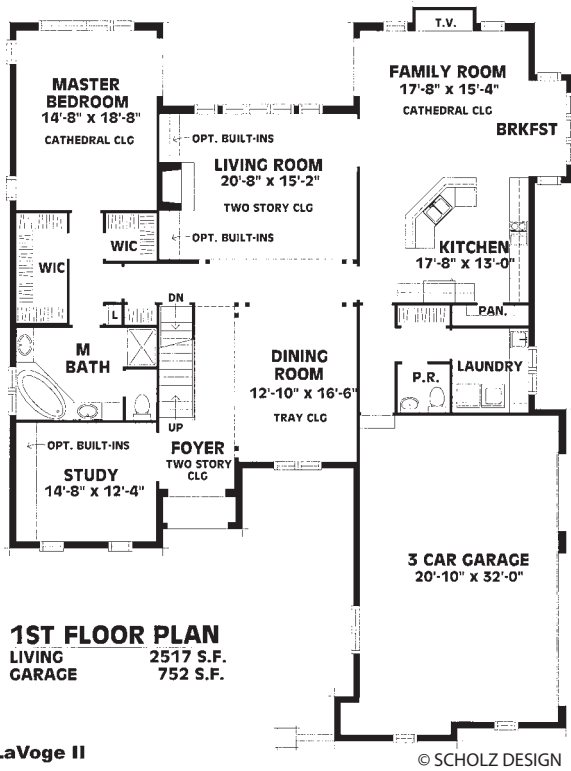 T.V.
MASTER
BEDROOM
14'-8" x 18'-8"
CATHEDRAL CLG
FAMILY ROOM
17'-8" x 15'-4"
CATHEDRAL CLG
BRKFST
OPT. BUILT-INS
LIVING ROOM
20'-8" x 15'-2"
TWO STORY CLG
OPT. BUILT-INS
WIC
WIC
KITCHEN
17'-8" x 13'-0"
L
DN
PAN.
M
BATH
DINING
ROOM
12'-10" x 16'-6"
TRAY CLG
P.R.
LAUNDRY
UP
OPT. BUILT-INS
STUDY
14'-8" x 12'-4"
FOYER
TWO STORY
CLG
3 CAR GARAGE
20'-10" x 32'-0"
1ST FLOOR PLAN
LIVING 2517 S.F.
GARAGE 752 S.F.
LaVoge II
© SCHOLZ DESIGN